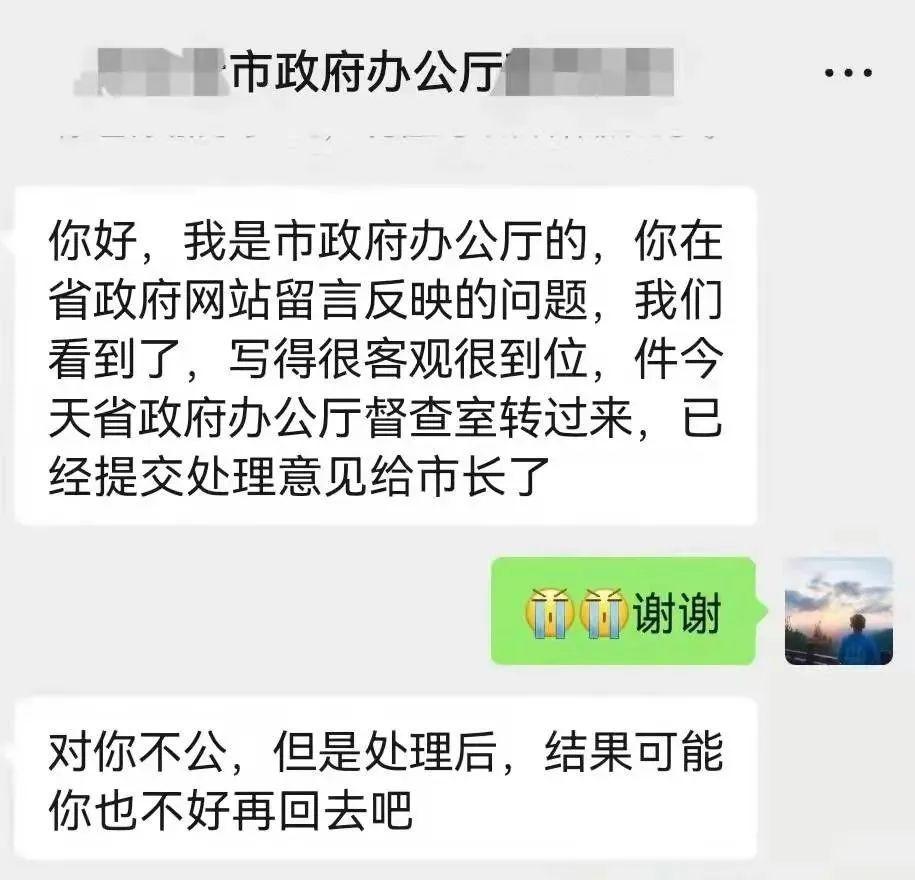 市政府办公厅
你好，我是市政府办公厅的，你在
省政府网站留言反映的问题，我们
看到了，写得很客观很到位，件今
天省政府办公厅督查室转过来，已
经提交处理意见给市长了
😭😭谢谢
对你不公，但是处理后，结果可能
你也不好再回去吧